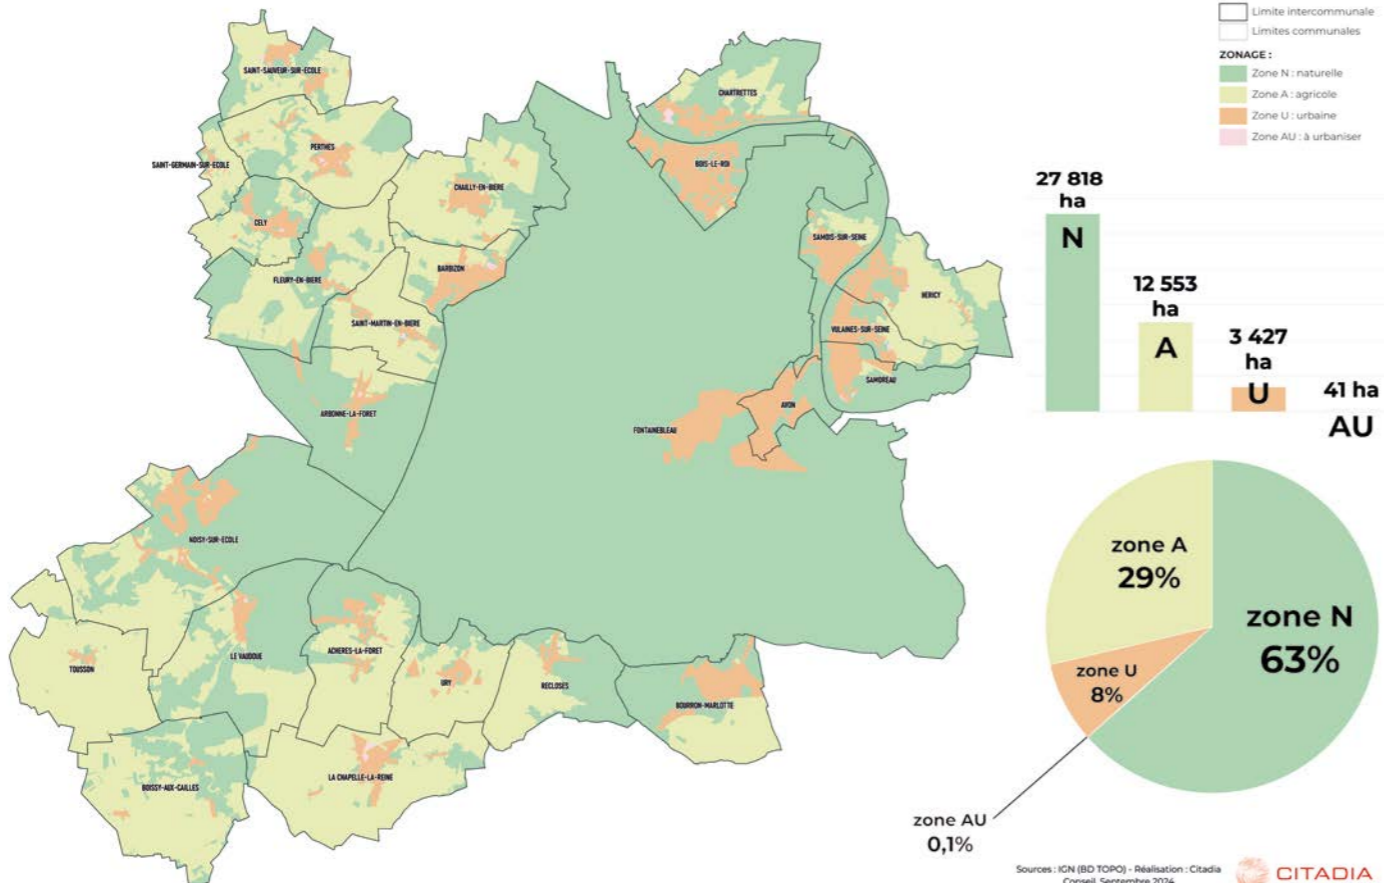 Limite intercommunale
Limites communales
ZONAGE :
Zone N : naturelle
Zone A : agricole
Zone U : urbaine
Zone AU : à urbaniser
SAINT-SAUVEUR-SUR-ECOLE
CHARTRETTES
PERTHES
SAINT-GERMAIN-SUR-ECOLE
BOIS-LE-ROI
CHAILLY-EN-BIERE
CELY
SAMOIS-SUR-SEINE
BARBIZON
FLEURY-EN-BIERE
HERICY
SAINT-MARTIN-EN-BIERE
VULAINES-SUR-SEINE
SAMOREAU
AVON
ARBONNE-LA-FORET
FONTAINEBLEAU
NOISY-SUR-ECOLE
ACHERES-LA-FORET
LE VAUDOUE
TOUSSON
URY
RECLOSES
BOURRON-MARLOTTE
LA CHAPELLE-LA-REINE
BOISSY-AUX-CAILLES
27 818
ha
N
12 553
ha
A
3 427
ha
U
41 ha
AU
zone A
29%
zone N
63%
zone U
8%
zone AU
0,1%
Sources : IGN (BD TOPO) - Réalisation : Citadia
Conseil, Septembre 2024
CITADIA